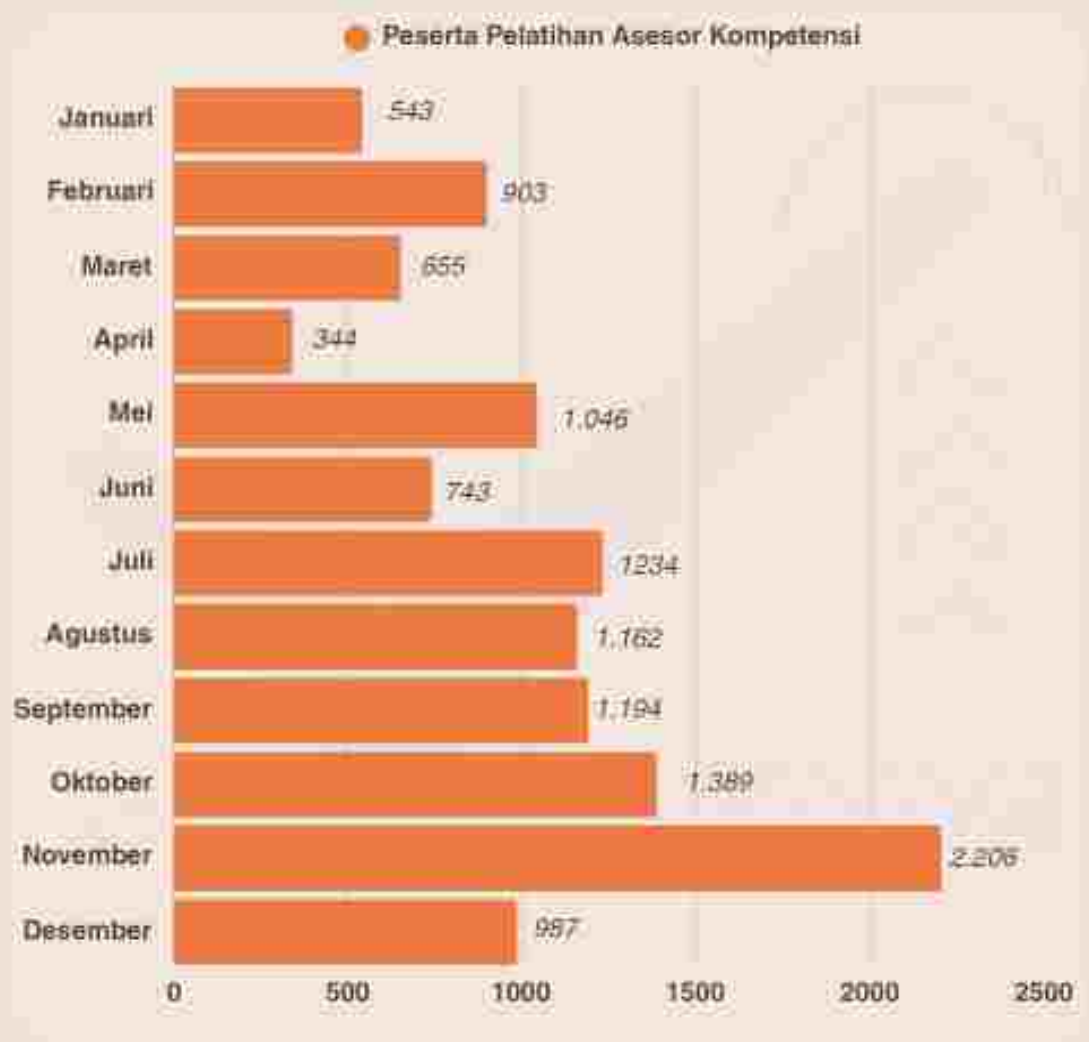 Peserta Pelatihan Asesor Kompetensi
Januari 543
Februari 903
Maret 655
April 344
Mei 1.046
Juni 743
Juli 1234
Agustus 1.162
September 1.194
Oktober 1.389
November 2.206
Desember 987
0 500 1000 1500 2000 2500